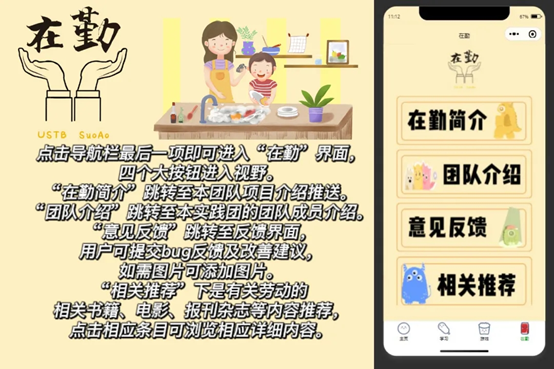 在勤
USTB SuoAo
点击导航栏最后一项即可进入“在勤”界面,
四个大按钮进入视野。
“在勤简介”跳转至本团队项目介绍推送。
“团队介绍”跳转至本实践团的团队成员介绍。
“意见反馈”跳转至反馈界面,
用户可提交bug反馈及改善建议,
如需图片可添加图片。
“相关推荐”下是有关劳动的
相关书籍、电影、报刊杂志等内容推荐,
点击相应条目可浏览相应详细内容。
11:12
67%
在勤
在勤
USTB SuoAo
在勤简介
团队介绍
意见反馈
相关推荐
主页
学习
游戏
在勤